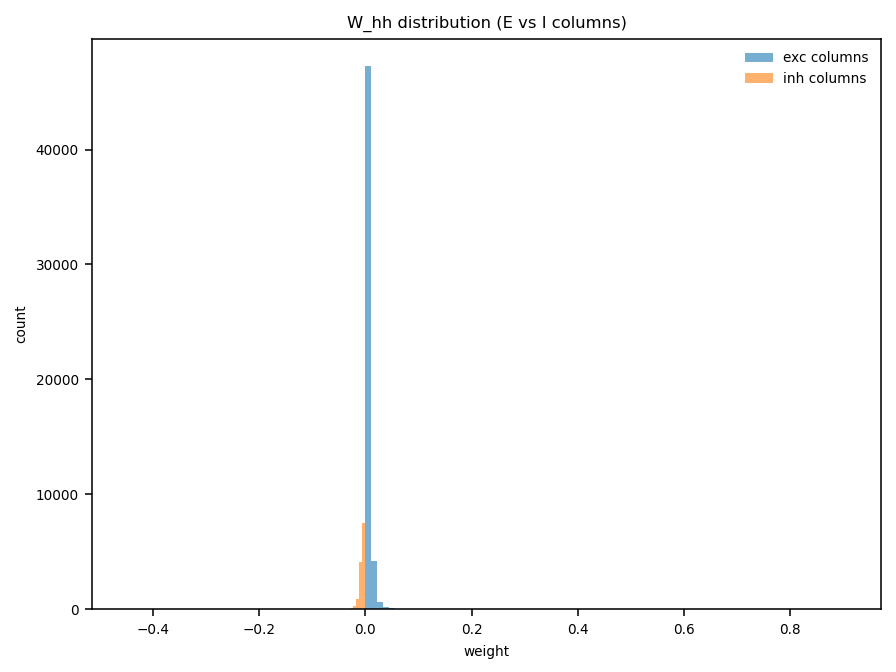 W_hh distribution (E vs I columns)
exc columns
inh columns
40000
30000
20000
10000
0
−0.4
−0.2
0.0
0.2
0.4
0.6
0.8
count
weight